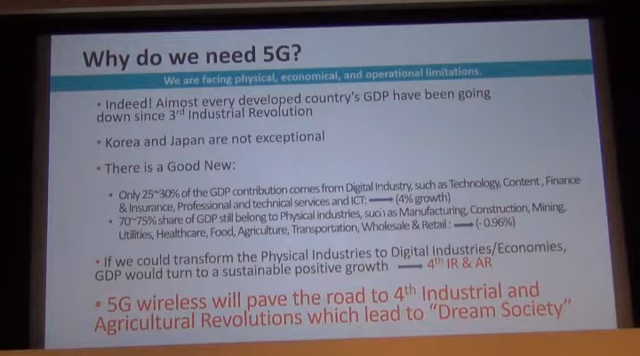 Why do we need 5G?
We are facing physical, economical, and operational limitations.
• Indeed! Almost every developed country's GDP have been going
down since 3rd Industrial Revolution
• Korea and Japan are not exceptional
• There is a Good New:
• Only 25~30% of the GDP contribution comes from Digital Industry, such as Technology, Content, Finance
& Insurance, Professional and technical services and ICT: (4% growth)
• 70~75% share of GDP still belong to Physical industries, such as Manufacturing, Construction, Mining,
Utilities, Healthcare, Food, Agriculture, Transportation, Wholesale & Retail : (-0.96%)
• If we could transform the Physical Industries to Digital Industries/Economies,
GDP would turn to a sustainable positive growth 4th IR & AR
• 5G wireless will pave the road to 4th Industrial and
Agricultural Revolutions which lead to "Dream Society"